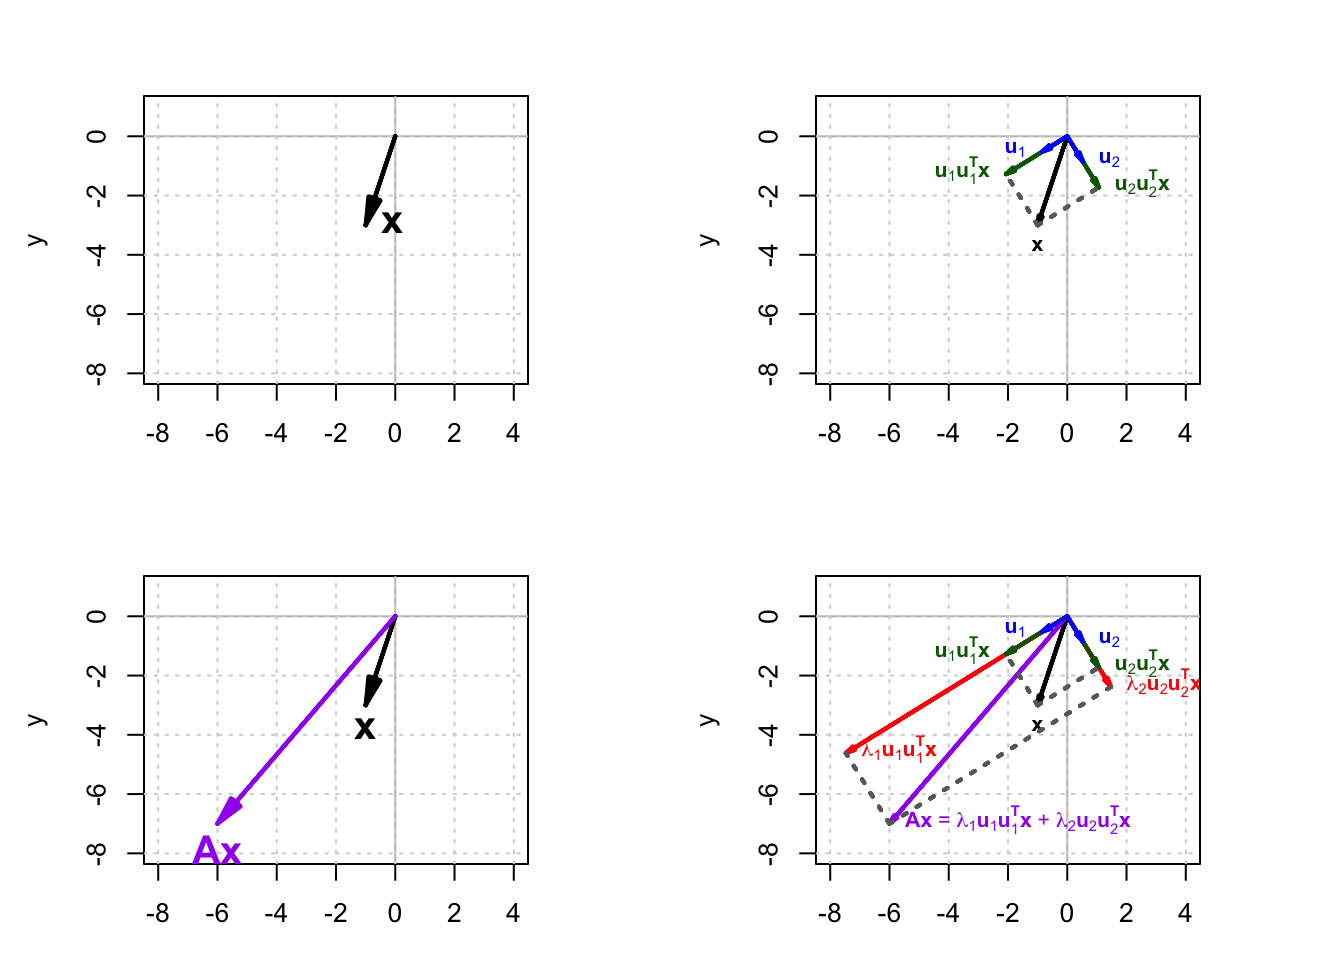 0
-2
-4
-6
-8
y
x
-8 -6 -4 -2 0 2 4
0
-2
-4
-6
-8
y
u₁
u₂
u₁u₁ᵀx
u₂u₂ᵀx
x
-8 -6 -4 -2 0 2 4
0
-2
-4
-6
-8
y
x
Ax
-8 -6 -4 -2 0 2 4
0
-2
-4
-6
-8
y
u₁
u₂
u₁u₁ᵀx
u₂u₂ᵀx
λ₂u₂u₂ᵀx
x
λ₁u₁u₁ᵀx
Ax = λ₁u₁u₁ᵀx + λ₂u₂u₂ᵀx
-8 -6 -4 -2 0 2 4